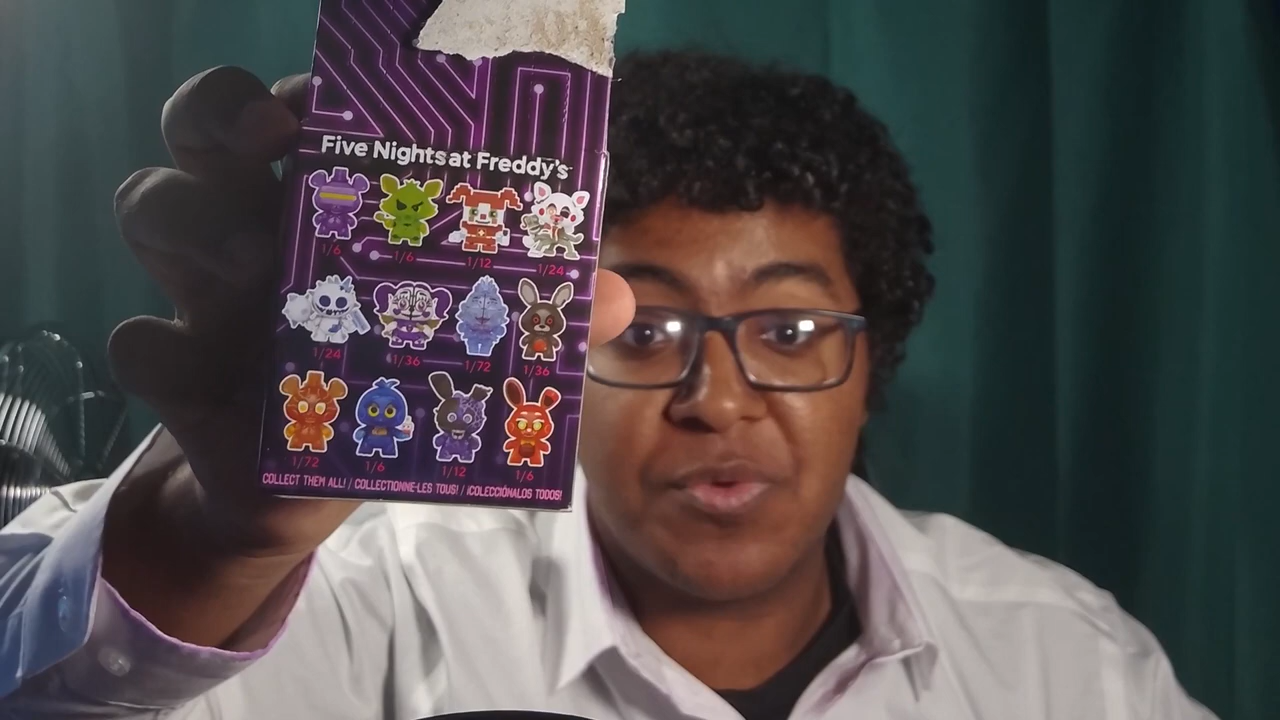 Five Nights at Freddy's
1/6 1/6 1/12 1/24
1/24 1/36 1/72 1/36
1/72 1/6 1/12 1/6
COLLECT THEM ALL! / COLLECTIONNE-LES TOUS! / ¡COLECCIÓNALOS TODOS!